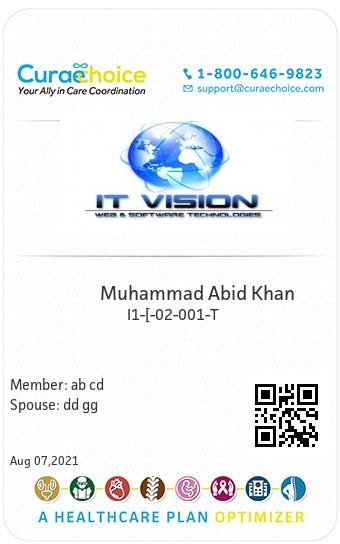 Curaechoice
Your Ally in Care Coordination
1-800-646-9823
support@curaechoice.com
IT VISION
WEB & SOFTWARE TECHNOLOGIES
Muhammad Abid Khan
I1-[-02-001-T
Member: ab cd
Spouse: dd gg
Aug 07,2021
A HEALTHCARE PLAN OPTIMIZER